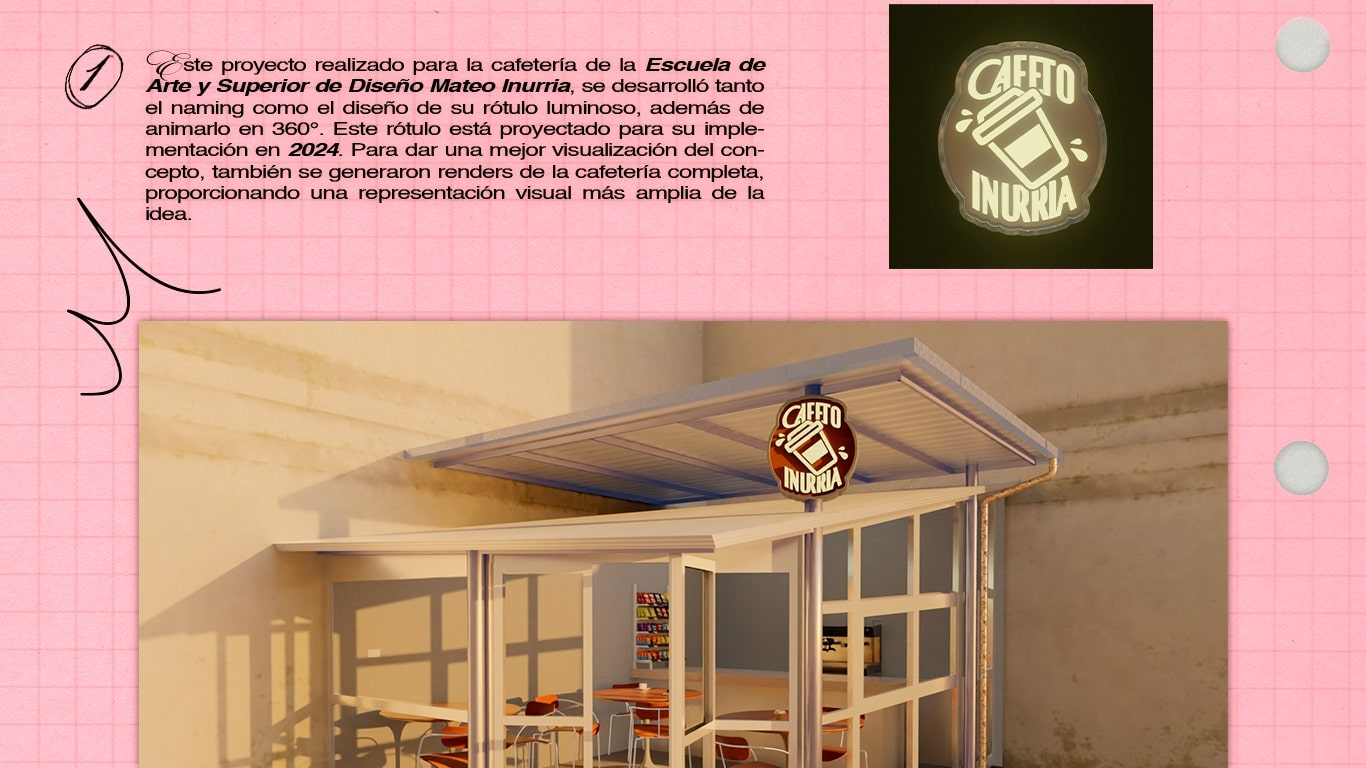 1
Este proyecto realizado para la cafetería de la Escuela de
Arte y Superior de Diseño Mateo Inurria, se desarrolló tanto
el naming como el diseño de su rótulo luminoso, además de
animarlo en 360°. Este rótulo está proyectado para su imple-
mentación en 2024. Para dar una mejor visualización del con-
cepto, también se generaron renders de la cafetería completa,
proporcionando una representación visual más amplia de la
idea.
CAFETO
INURRIA
CAFETO
INURRIA